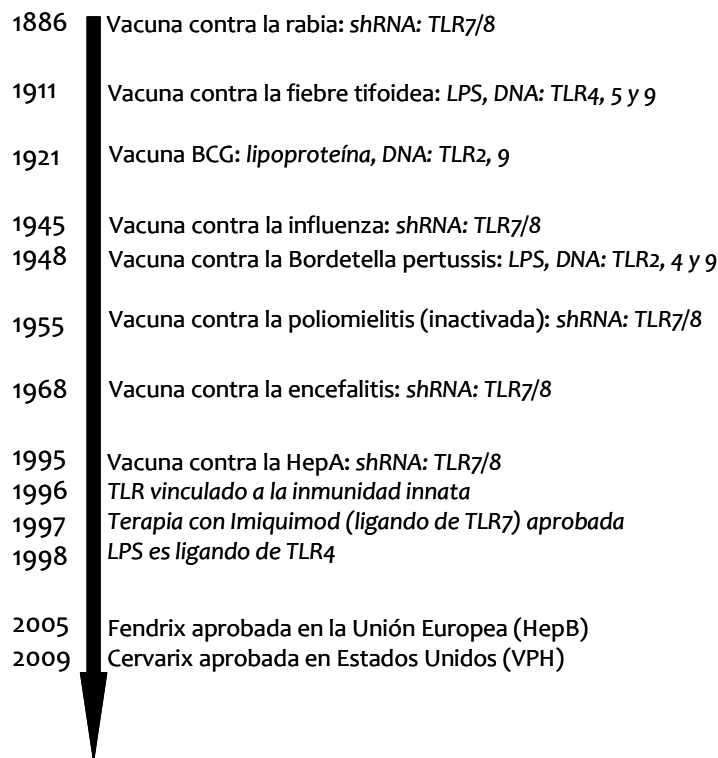 1886 Vacuna contra la rabia: shRNA: TLR7/8
1911 Vacuna contra la fiebre tifoidea: LPS, DNA: TLR4, 5 y 9
1921 Vacuna BCG: lipoproteína, DNA: TLR2, 9
1945 Vacuna contra la influenza: shRNA: TLR7/8
1948 Vacuna contra la Bordetella pertussis: LPS, DNA: TLR2, 4 y 9
1955 Vacuna contra la poliomielitis (inactivada): shRNA: TLR7/8
1968 Vacuna contra la encefalitis: shRNA: TLR7/8
1995 Vacuna contra la HepA: shRNA: TLR7/8
1996 TLR vinculado a la inmunidad innata
1997 Terapia con Imiquimod (ligando de TLR7) aprobada
1998 LPS es ligando de TLR4
2005 Fendrix aprobada en la Unión Europea (HepB)
2009 Cervarix aprobada en Estados Unidos (VPH)